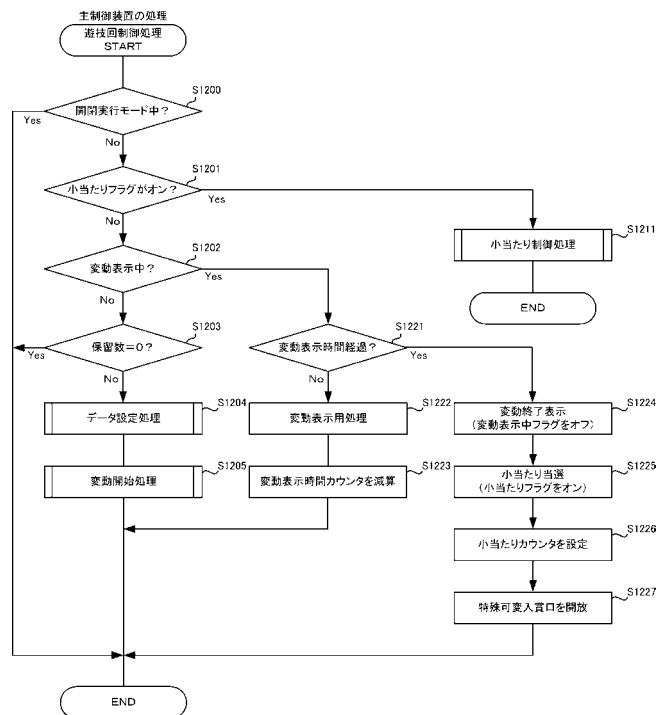 主制御装置の処理
遊技回制御処理
START
S1200
開閉実行モード中？
Yes
No
S1201
小当たりフラグがオン？
Yes
No
S1211
小当たり制御処理
END
S1202
変動表示中？
Yes
No
S1203
保留数＝0？
Yes
No
S1221
変動表示時間経過？
Yes
No
S1204
データ設定処理
S1222
変動表示用処理
S1224
変動終了表示
(変動表示中フラグをオフ)
S1205
変動開始処理
S1223
変動表示時間カウンタを減算
S1225
小当たり当選
(小当たりフラグをオン)
S1226
小当たりカウンタを設定
S1227
特殊可変入賞口を開放
END